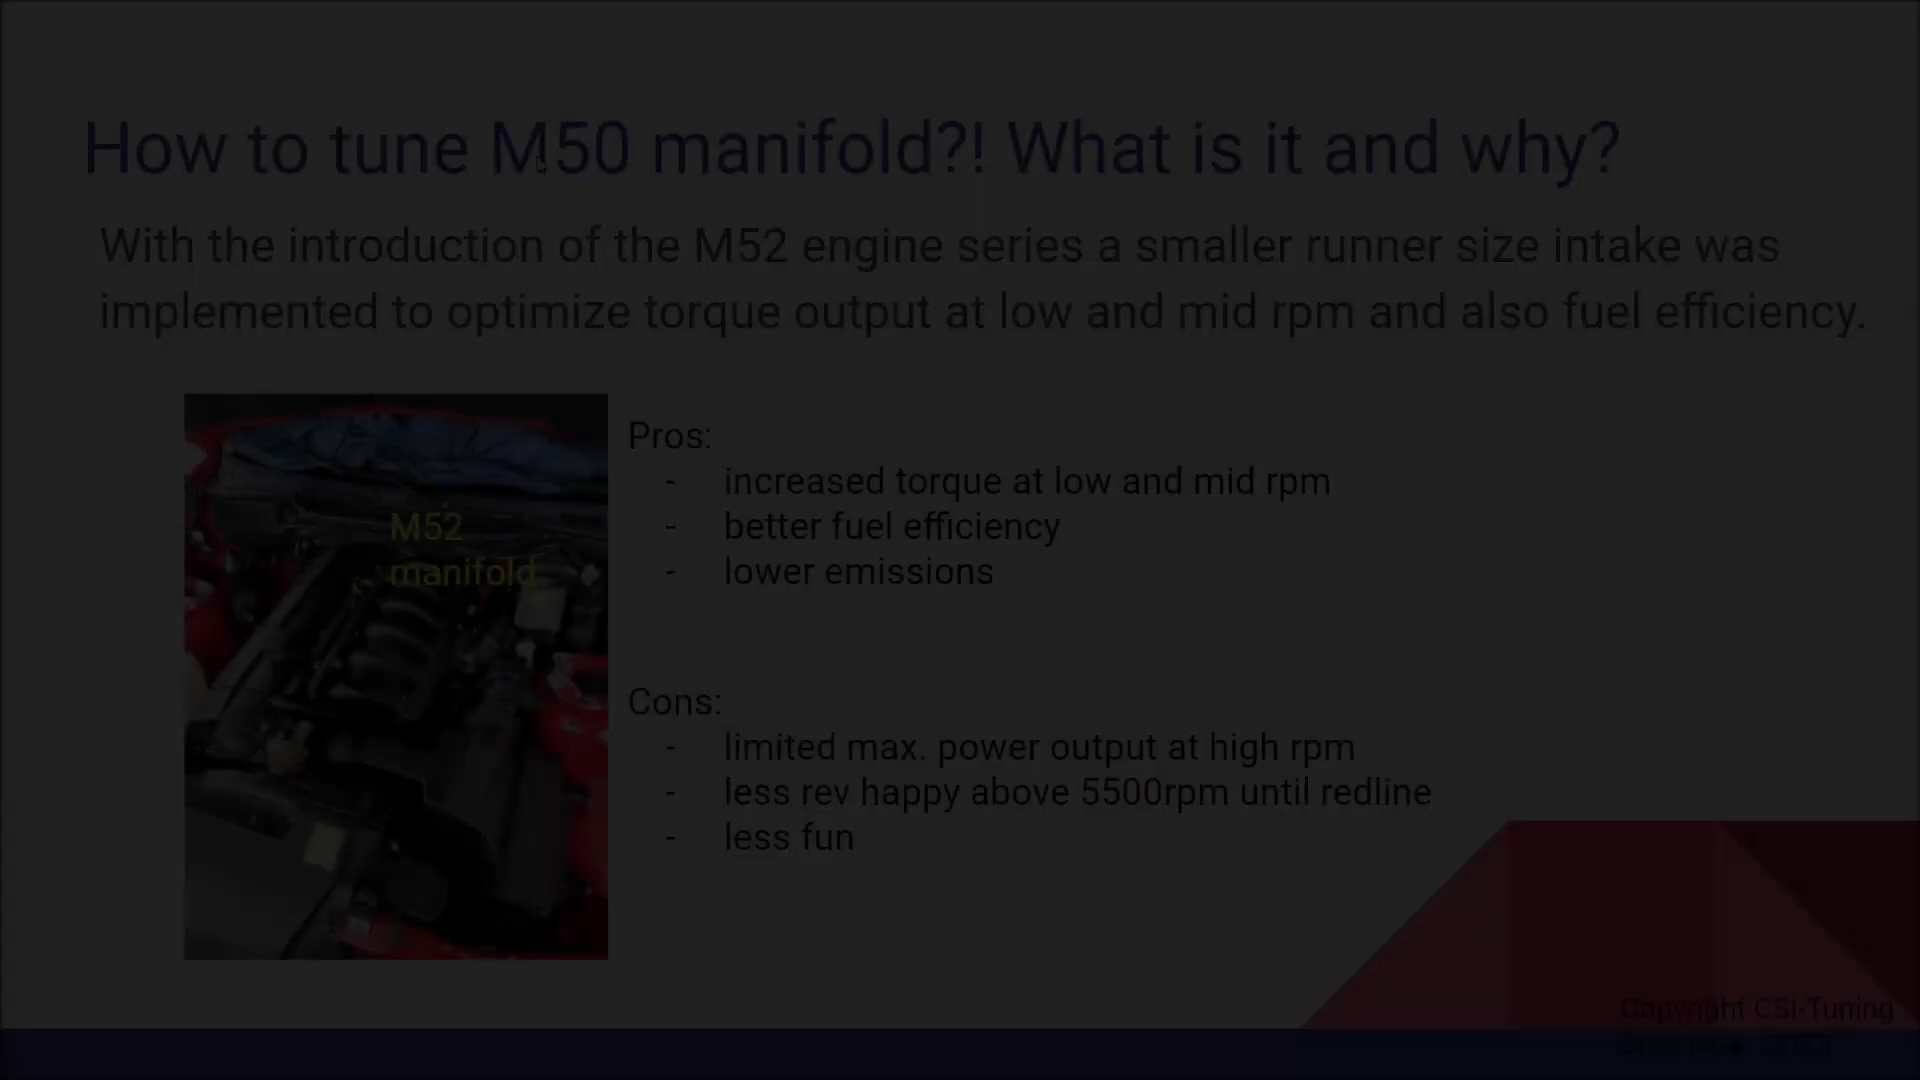 How to tune M50 manifold?! What is it and why?
With the introduction of the M52 engine series a smaller runner size intake was
implemented to optimize torque output at low and mid rpm and also fuel efficiency.
M52
manifold
Pros:
- increased torque at low and mid rpm
- better fuel efficiency
- lower emissions
Cons:
- limited max. power output at high rpm
- less rev happy above 5500rpm until redline
- less fun
Copyright CSI-Tuning